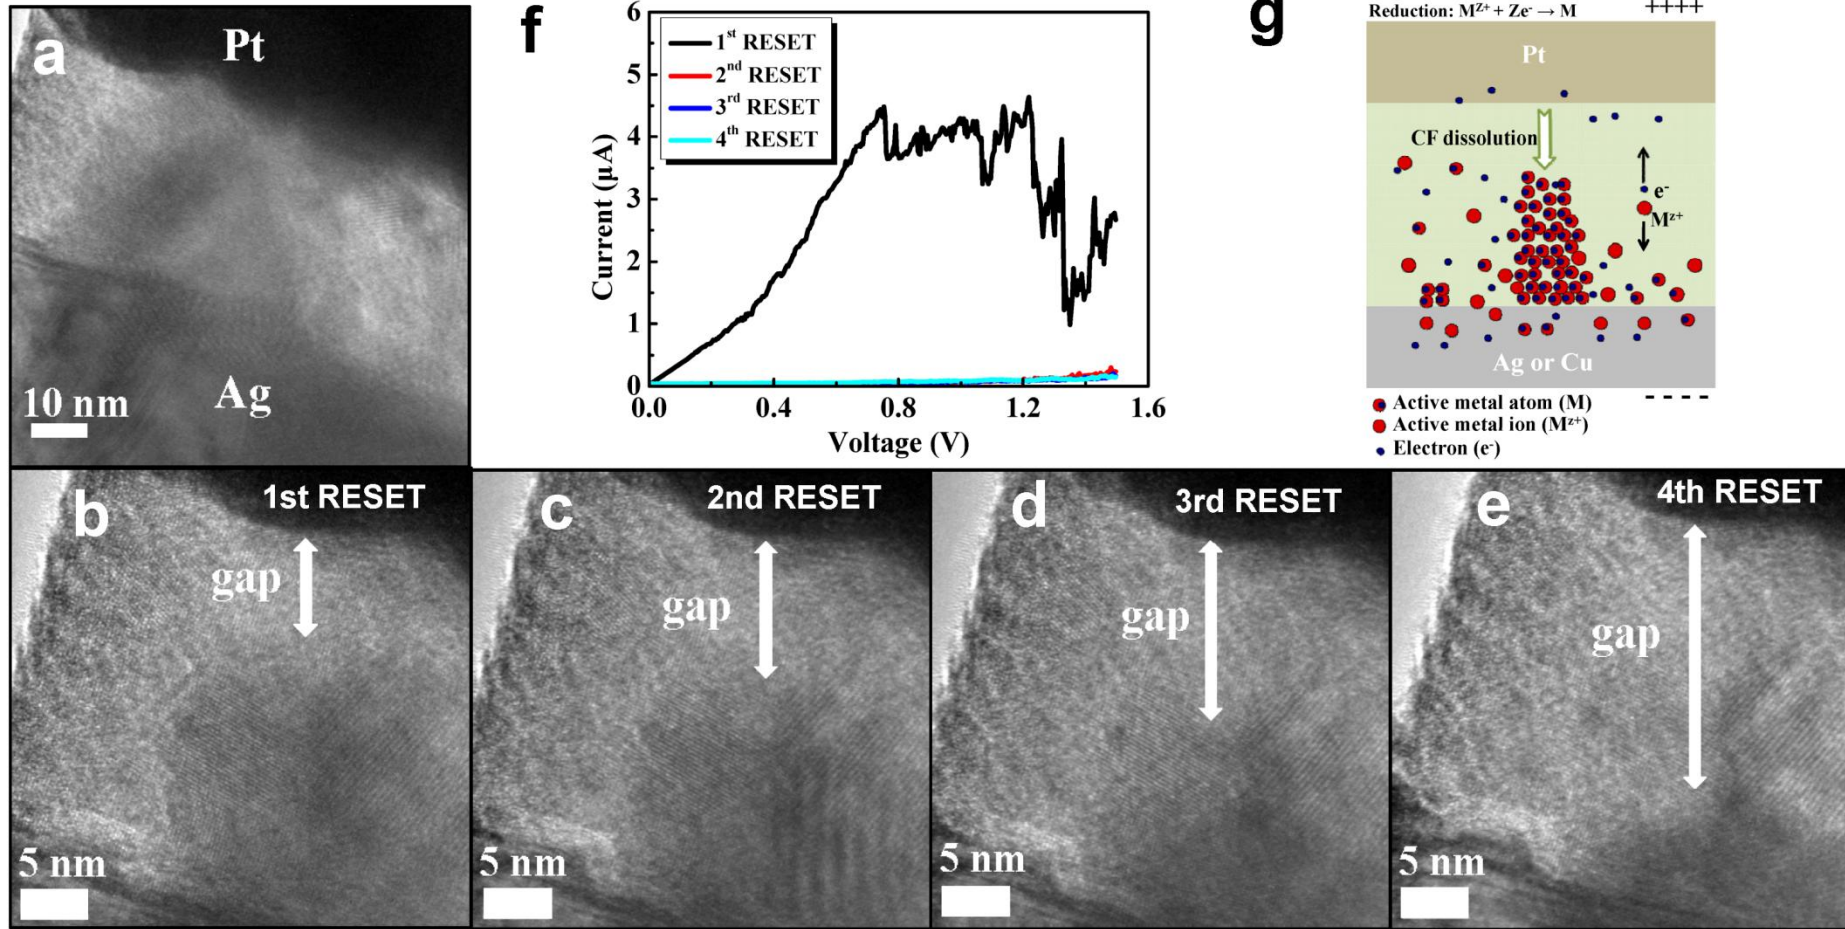 a
Pt
Ag
10 nm
f
6
5
4
3
2
1
0
Current (μA)
1st RESET
2nd RESET
3rd RESET
4th RESET
0.0 0.4 0.8 1.2 1.6
Voltage (V)
g
Reduction: Mᶻ⁺ + Ze⁻ → M
++++
Pt
CF dissolution
e⁻
Mᶻ⁺
Ag or Cu
- - - -
Active metal atom (M)
Active metal ion (Mᶻ⁺)
Electron (e⁻)
b
1st RESET
gap
5 nm
c
2nd RESET
gap
5 nm
d
3rd RESET
gap
5 nm
e
4th RESET
gap
5 nm